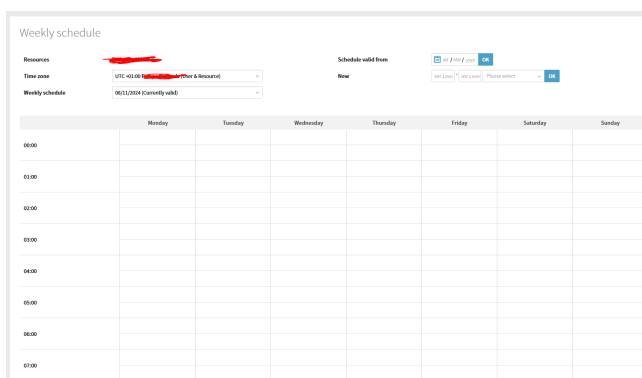 Weekly schedule
Resources
Schedule valid from
dd / MM / yyyy OK
Time zone
UTC +01:00 (User & Resource)
New
Please select OK
Weekly schedule
08/11/2024 (Currently valid)
Monday Tuesday Wednesday Thursday Friday Saturday Sunday
00:00
01:00
02:00
03:00
04:00
05:00
06:00
07:00